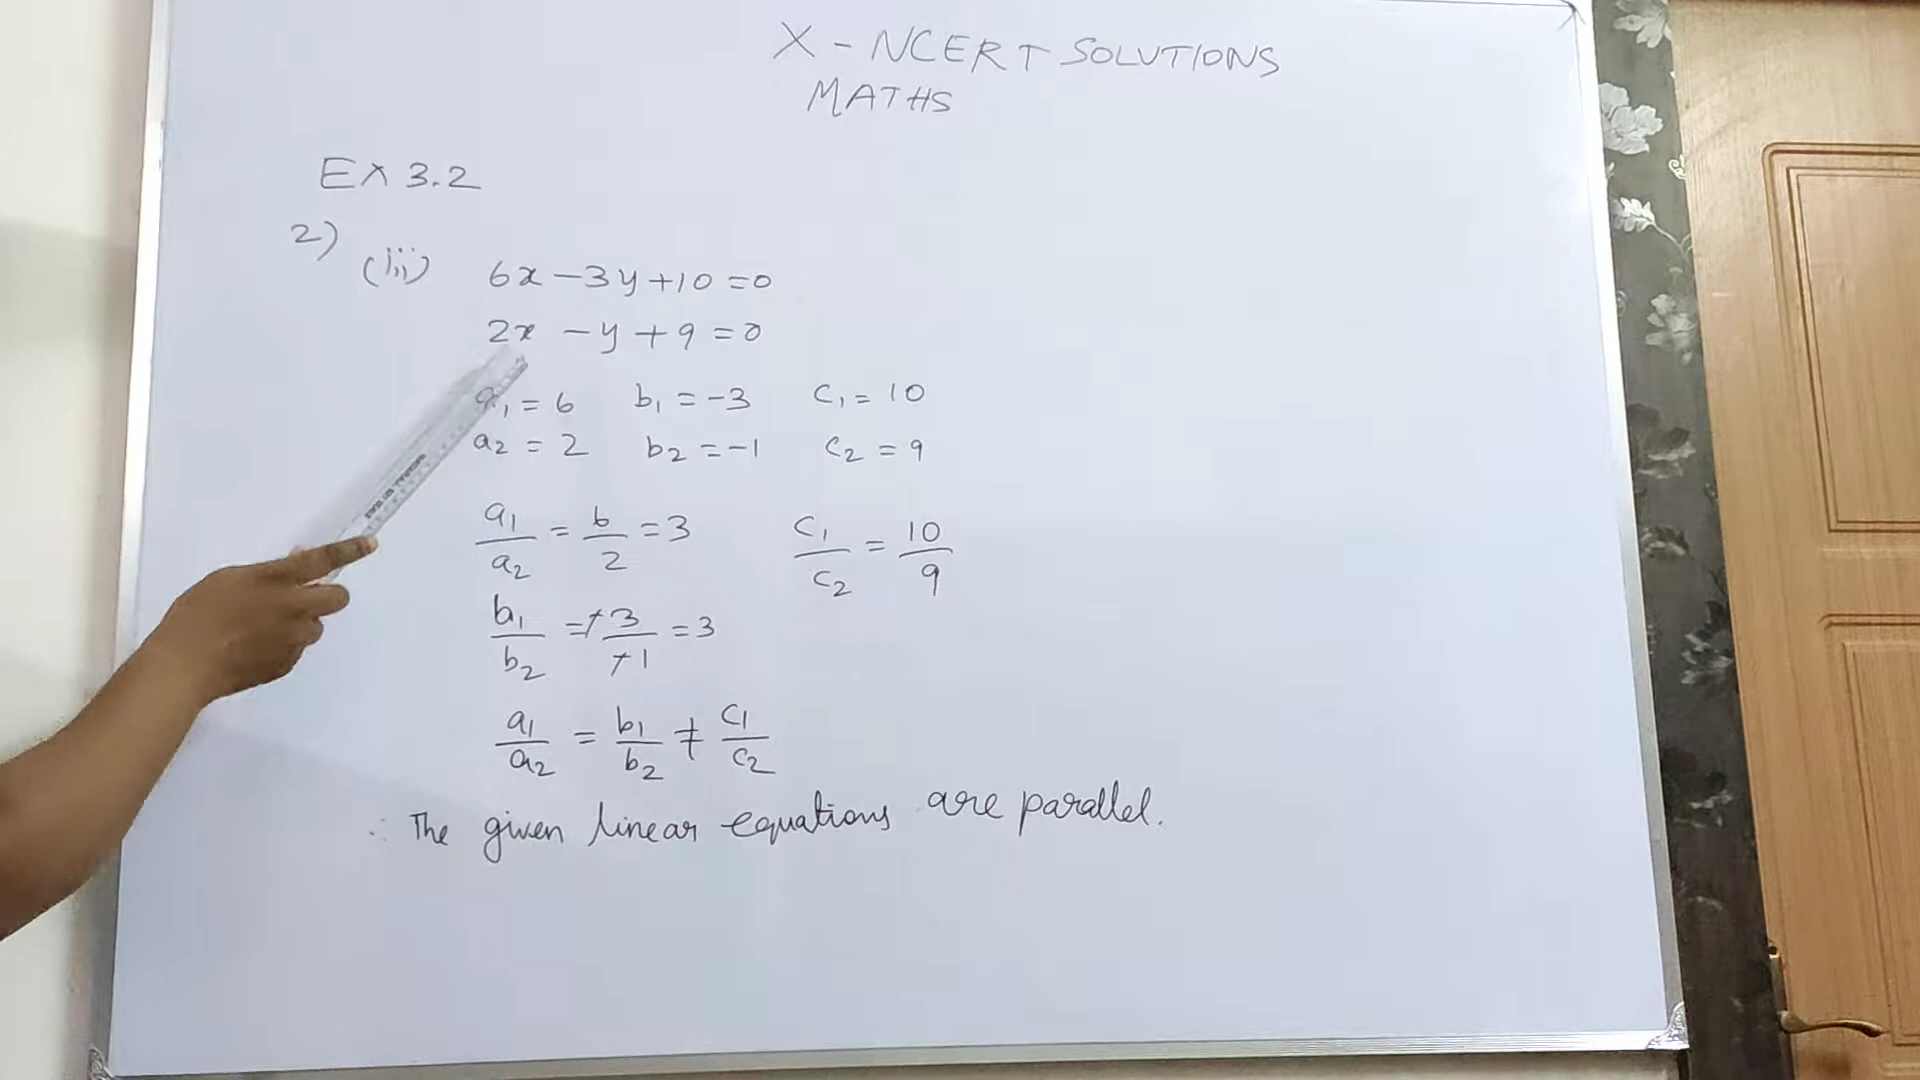 X - NCERT SOLUTIONS
MATHS
EX 3.2
2)
(iii) 6x - 3y + 10 = 0
2x - y + 9 = 0
a₁ = 6 b₁ = -3 c₁ = 10
a₂ = 2 b₂ = -1 c₂ = 9
a₁/a₂ = 6/2 = 3 c₁/c₂ = 10/9
b₁/b₂ = -3/-1 = 3
a₁/a₂ = b₁/b₂ ≠ c₁/c₂
∴ The given linear equations are parallel.